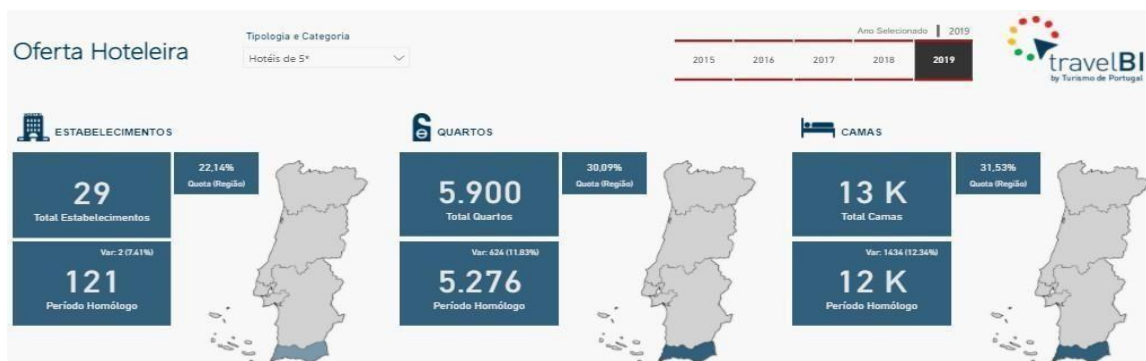 Oferta Hoteleira
Tipologia e Categoria
Hotéis de 5*
Ano Selecionado | 2019
2015 2016 2017 2018 2019
travelBI
by Turismo de Portugal
ESTABELECIMENTOS
29
Total Estabelecimentos
22,14%
Quota (Região)
Var: 2 (7.41%)
121
Período Homólogo
QUARTOS
5.900
Total Quartos
30,09%
Quota (Região)
Var: 624 (11.83%)
5.276
Período Homólogo
CAMAS
13 K
Total Camas
31,53%
Quota (Região)
Var: 1434 (12.34%)
12 K
Período Homólogo